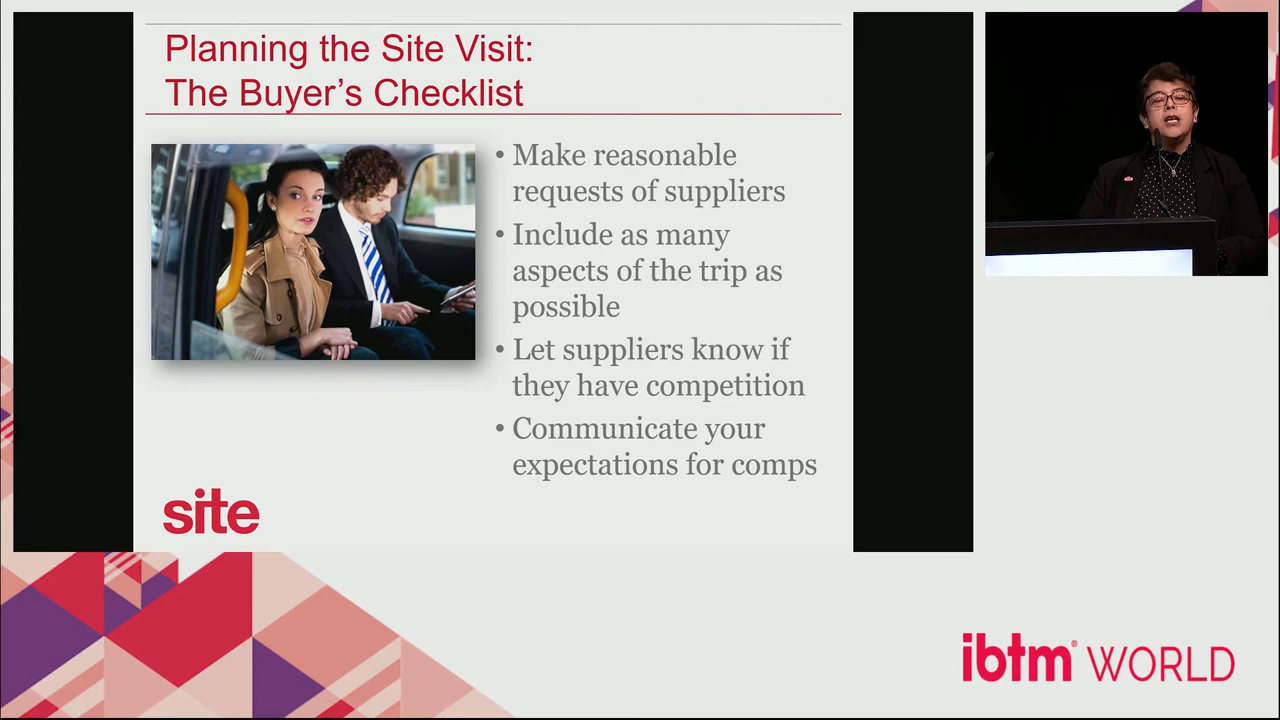 Planning the Site Visit:
The Buyer’s Checklist
• Make reasonable
requests of suppliers
• Include as many
aspects of the trip as
possible
• Let suppliers know if
they have competition
• Communicate your
expectations for comps
site
ibtm® WORLD